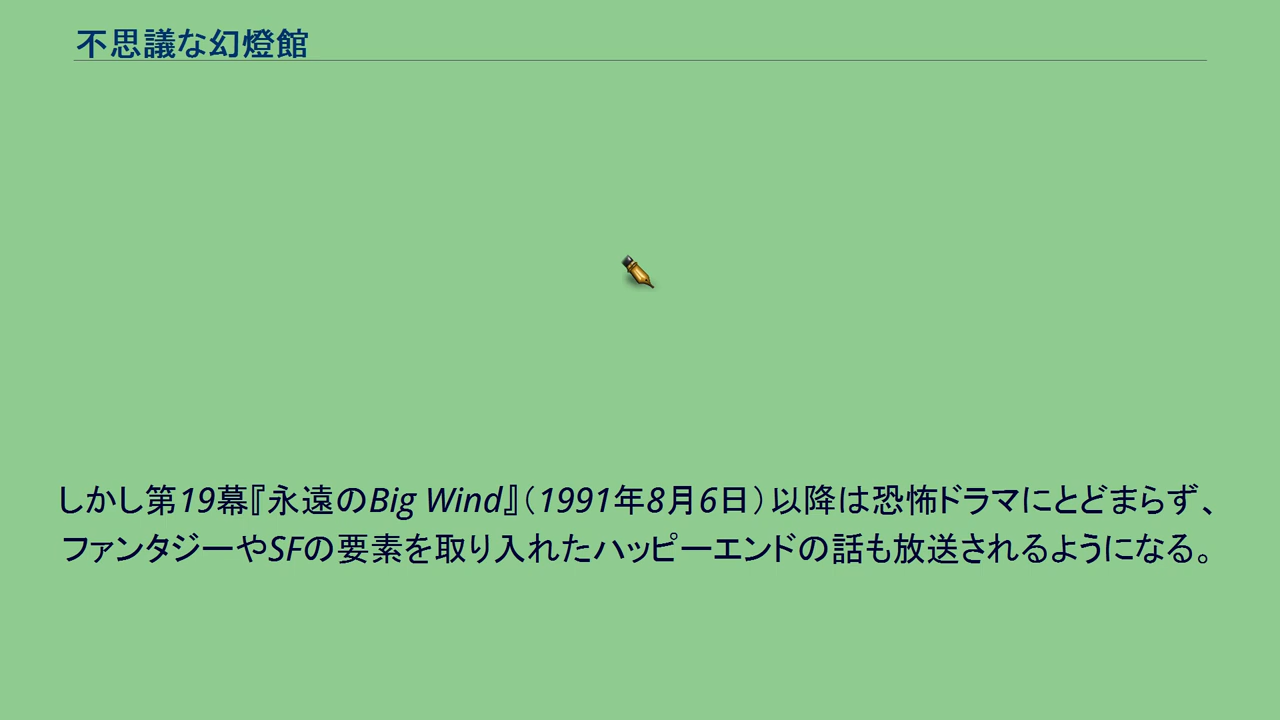 不思議な幻燈館
しかし第19幕『永遠のBig Wind』（1991年8月6日）以降は恐怖ドラマにとどまらず、
ファンタジーやSFの要素を取り入れたハッピーエンドの話も放送されるようになる。